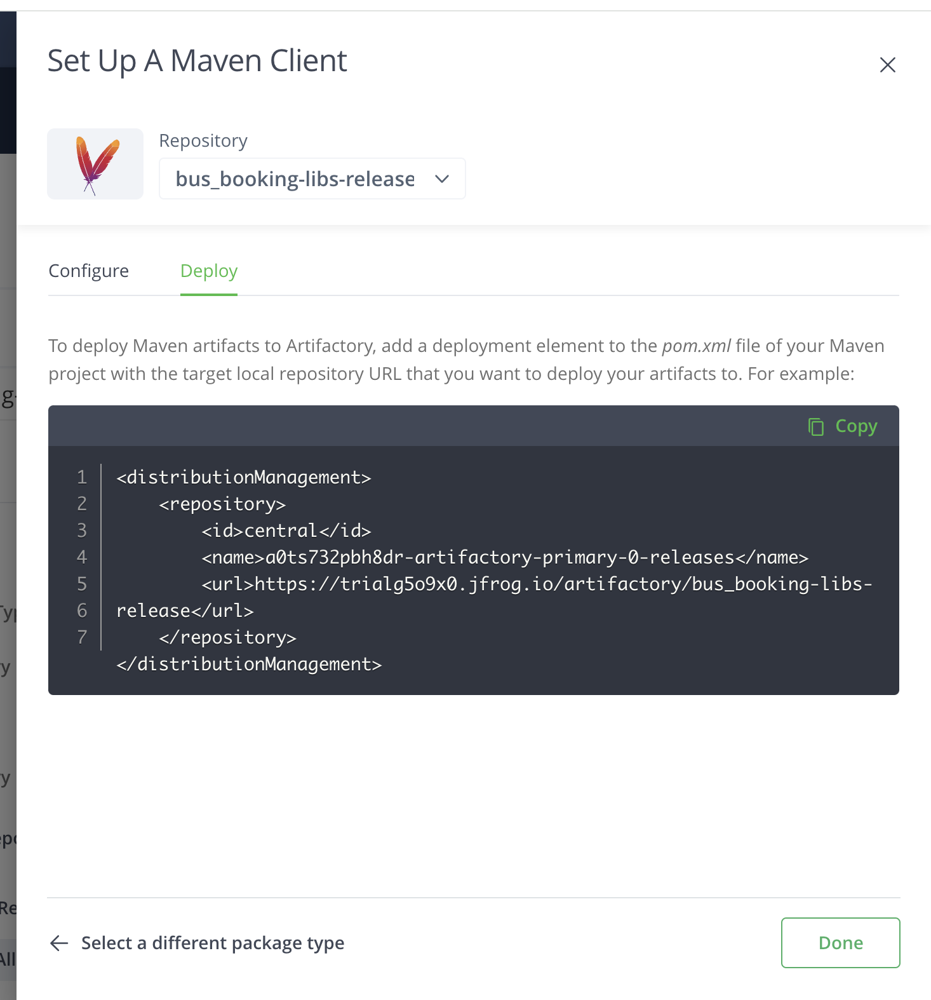 Set Up A Maven Client
Repository
bus_booking-libs-release
Configure
Deploy
To deploy Maven artifacts to Artifactory, add a deployment element to the pom.xml file of your Maven
project with the target local repository URL that you want to deploy your artifacts to. For example:
Copy
1 <distributionManagement>
2     <repository>
3         <id>central</id>
4         <name>a0ts732pbh8dr-artifactory-primary-0-releases</name>
5         <url>https://trialg5o9x0.jfrog.io/artifactory/bus_booking-libs-
6 release</url>
7     </repository>
</distributionManagement>
Select a different package type
Done
All